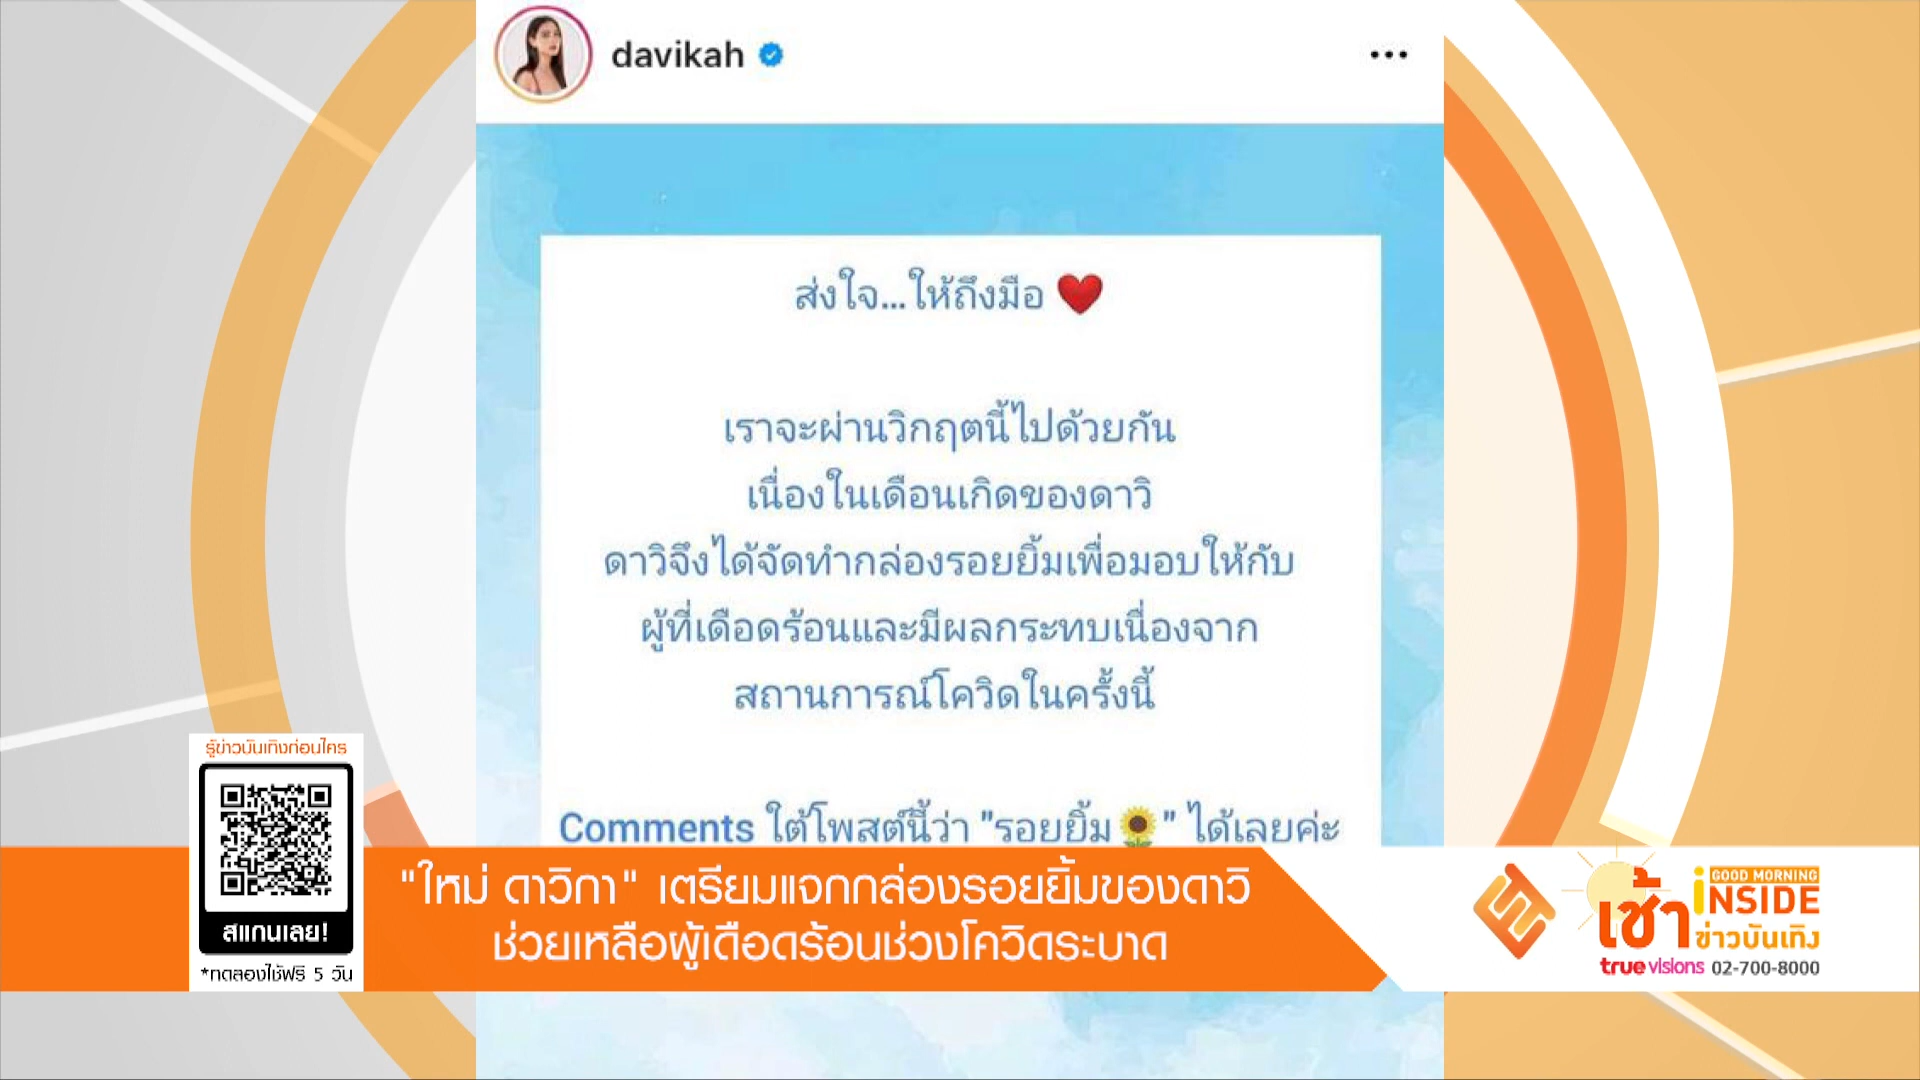 davikah
ส่งใจ...ให้ถึงมือ ❤️
เราจะผ่านวิกฤตนี้ไปด้วยกัน
เนื่องในเดือนเกิดของดาวิ
ดาวิจึงได้จัดทำกล่องรอยยิ้มเพื่อมอบให้กับ
ผู้ที่เดือดร้อนและมีผลกระทบเนื่องจาก
สถานการณ์โควิดในครั้งนี้
Comments ใต้โพสต์นี้ว่า "รอยยิ้ม🌻" ได้เลยค่ะ
รู้ข่าวบันเทิงก่อนใคร
สแกนเลย!
*ทดลองใช้ฟรี 5 วัน
"ใหม่ ดาวิกา" เตรียมแจกกล่องรอยยิ้มของดาวิ
ช่วยเหลือผู้เดือดร้อนช่วงโควิดระบาด
GOOD MORNING
iNSIDE
เช้า
ข่าวบันเทิง
truevisions 02-700-8000